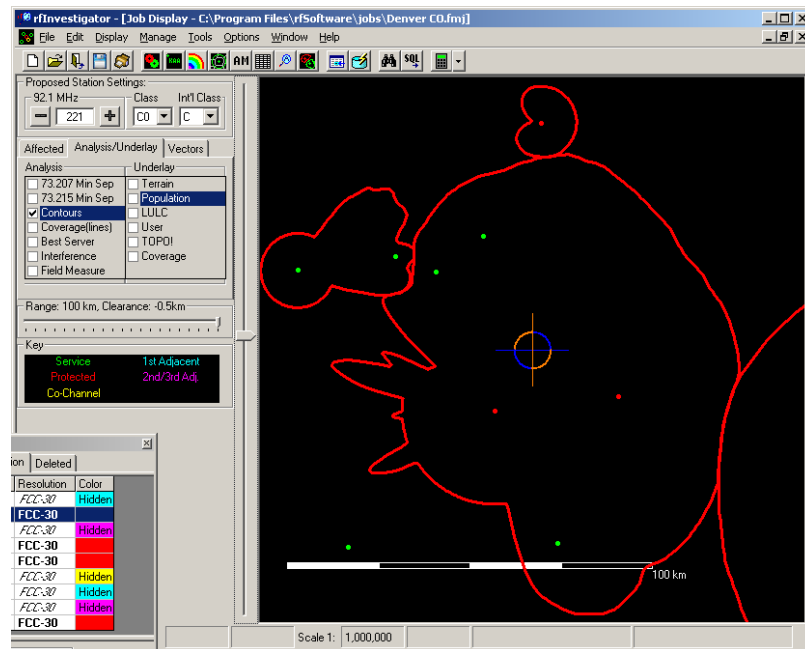 rfInvestigator - [Job Display - C:\Program Files\rfSoftware\jobs\Denver CO.fmj]
File Edit Display Manage Tools Options Window Help
KAA AM SQL
Proposed Station Settings:
92.1 MHz Class Int'l Class
221 C0 C
Affected Analysis/Underlay Vectors
Analysis Underlay
73.207 Min Sep Terrain
73.215 Min Sep Population
Contours LULC
Coverage(lines) User
Best Server TOPO!
Interference Coverage
Field Measure
Range: 100 km, Clearance: -0.5km
Key
Service 1st Adjacent
Protected 2nd/3rd Adj.
Co-Channel
ion Deleted
Resolution Color
FCC-30 Hidden
FCC-30
FCC-30 Hidden
FCC-30
FCC-30
FCC-30 Hidden
FCC-30 Hidden
FCC-30 Hidden
FCC-30
100 km
Scale 1: 1,000,000